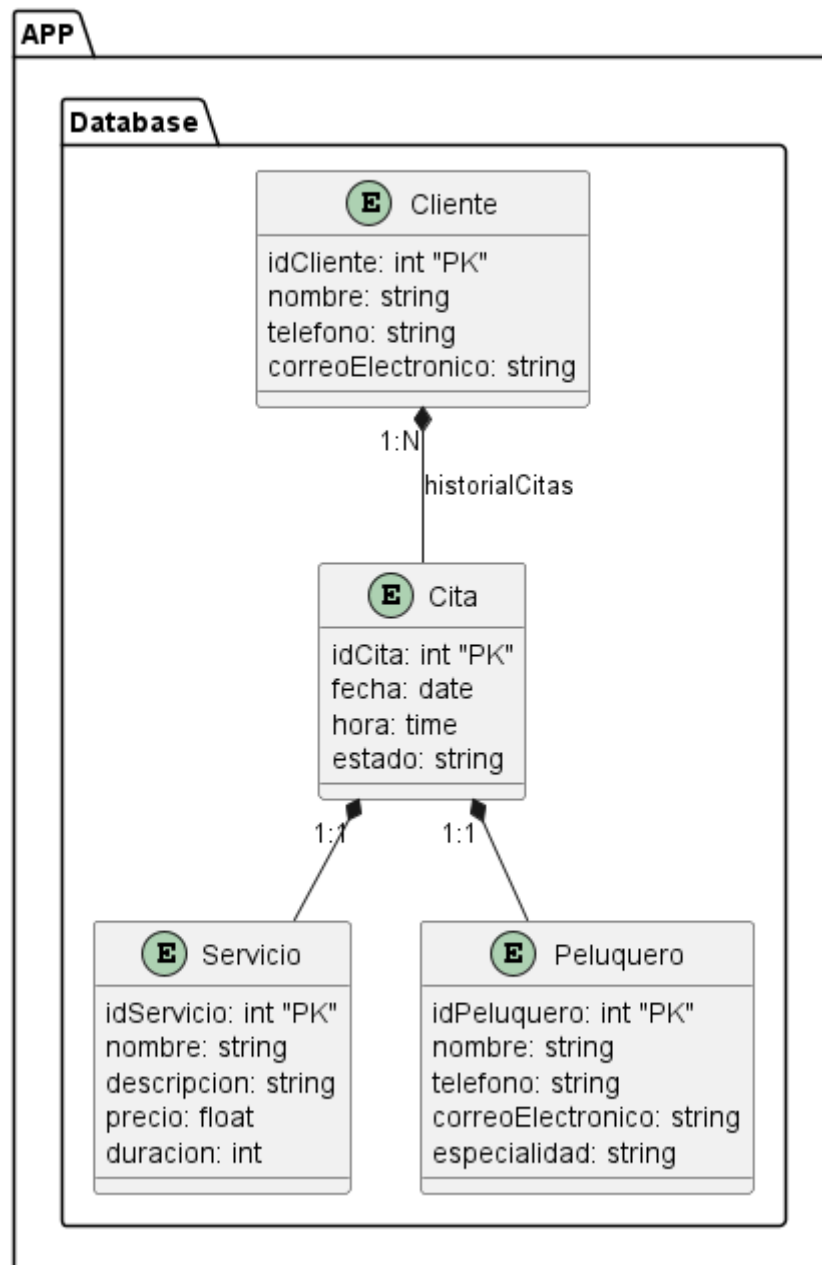 APP
Database
E Cliente
idCliente: int "PK"
nombre: string
telefono: string
correoElectronico: string
1:N
historialCitas
E Cita
idCita: int "PK"
fecha: date
hora: time
estado: string
1:1
1:1
E Servicio
idServicio: int "PK"
nombre: string
descripcion: string
precio: float
duracion: int
E Peluquero
idPeluquero: int "PK"
nombre: string
telefono: string
correoElectronico: string
especialidad: string